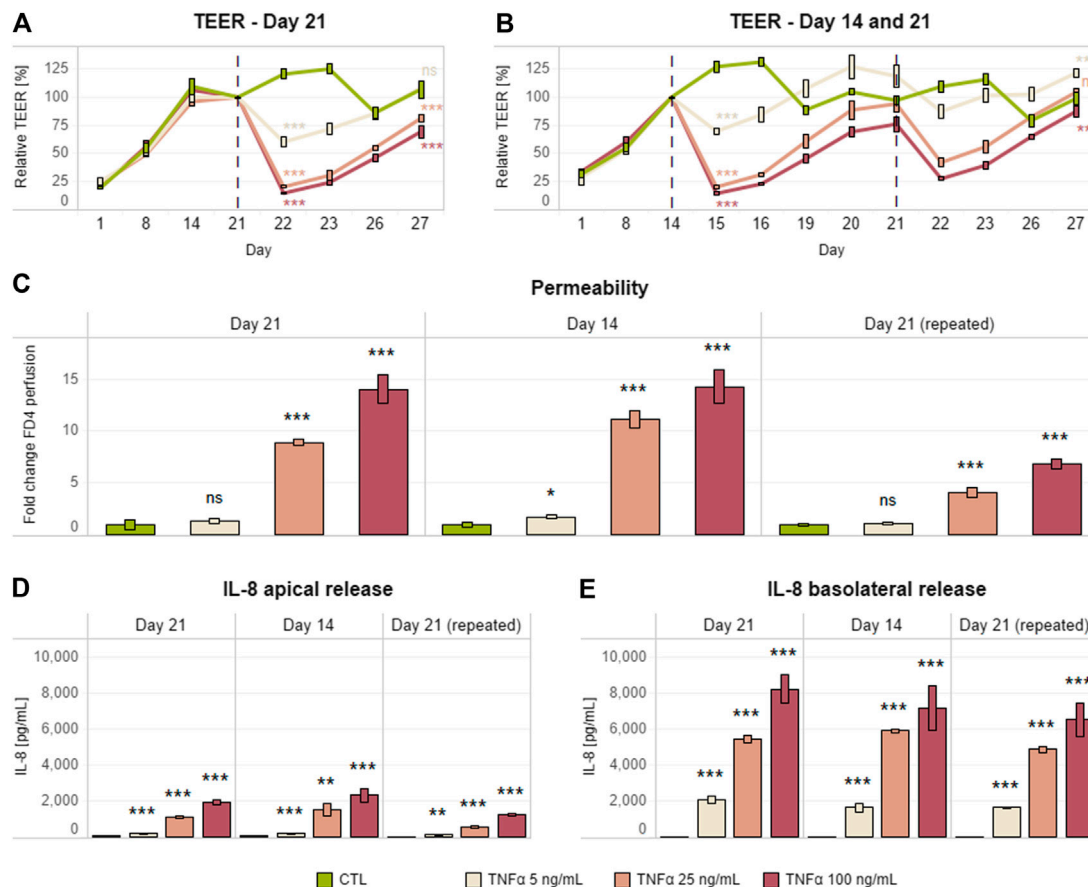 A
TEER - Day 21
Relative TEER [%]
125
100
75
50
25
0
ns
***
***
***
***
***
1 8 14 21 22 23 26 27
Day
B
TEER - Day 14 and 21
Relative TEER [%]
125
100
75
50
25
0
***
***
***
1 8 14 15 16 19 20 21 22 23 26 27
Day
C
Permeability
Day 21 Day 14 Day 21 (repeated)
Fold change FD4 perfusion
15
10
5
0
ns *** ***
* *** ***
ns *** ***
D
IL-8 apical release
Day 21 Day 14 Day 21 (repeated)
IL-8 [pg/mL]
10,000
8,000
6,000
4,000
2,000
0
*** *** ***
*** ** ***
** *** ***
E
IL-8 basolateral release
Day 21 Day 14 Day 21 (repeated)
IL-8 [pg/mL]
10,000
8,000
6,000
4,000
2,000
0
*** *** ***
*** *** ***
*** *** ***
CTL TNFα 5 ng/mL TNFα 25 ng/mL TNFα 100 ng/mL